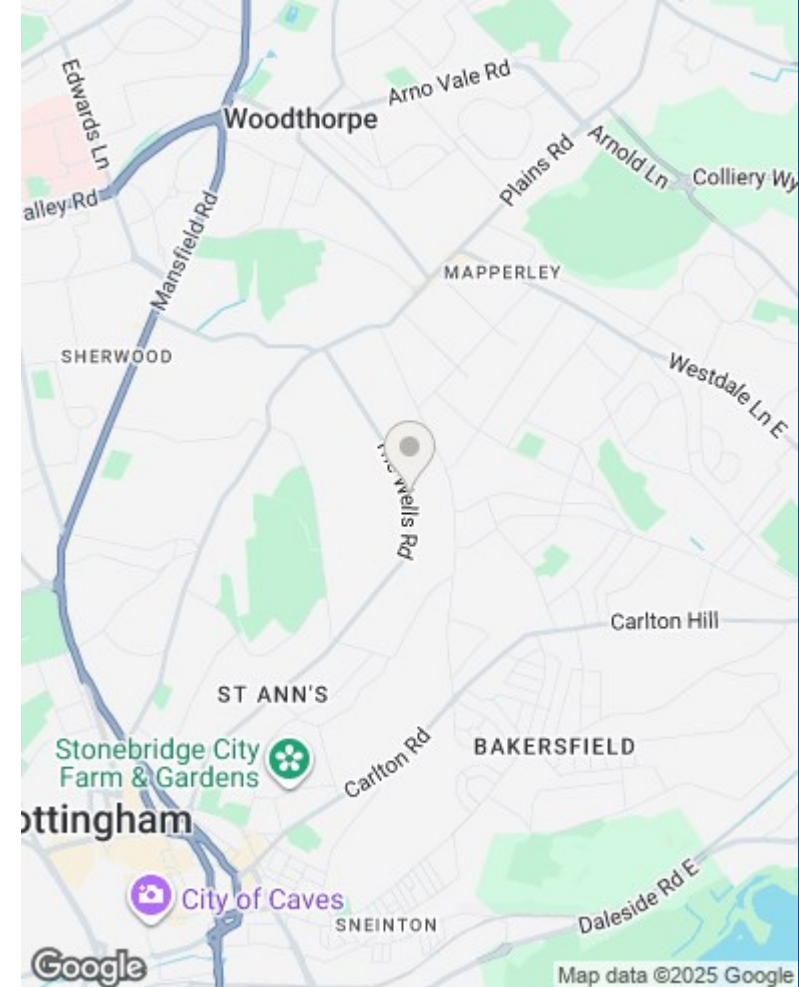 Edwards Ln
Arno Vale Rd
Woodthorpe
Plains Rd
Arnold Ln
Colliery Wy
alley Rd
Mansfield Rd
MAPPERLEY
SHERWOOD
Westdale Ln E
Wells Rd
Carlton Hill
ST ANN'S
Stonebridge City
Farm & Gardens
Carlton Rd
BAKERSFIELD
ottingham
City of Caves
Daleside Rd E
SNEINTON
Google
Map data ©2025 Google